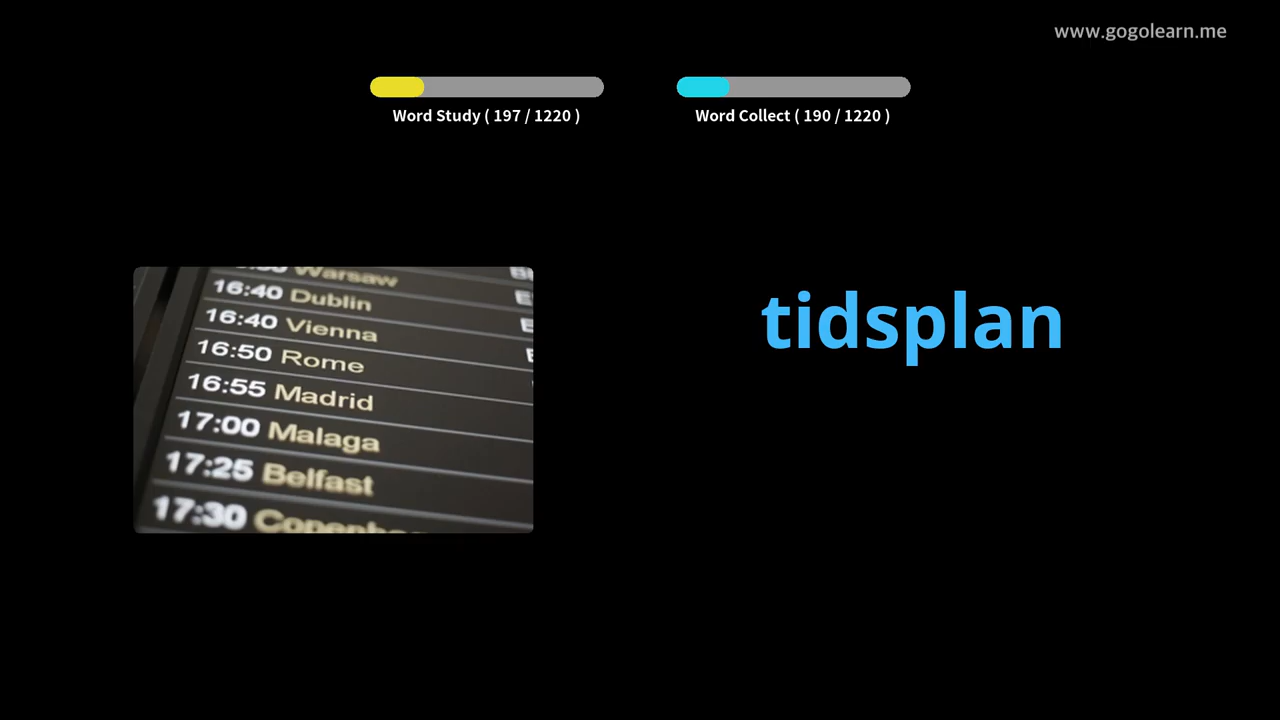 www.gogolearn.me
Word Study ( 197 / 1220 )
Word Collect ( 190 / 1220 )
Warsaw
16:40 Dublin
16:40 Vienna
16:50 Rome
16:55 Madrid
17:00 Malaga
17:25 Belfast
17:30
tidsplan